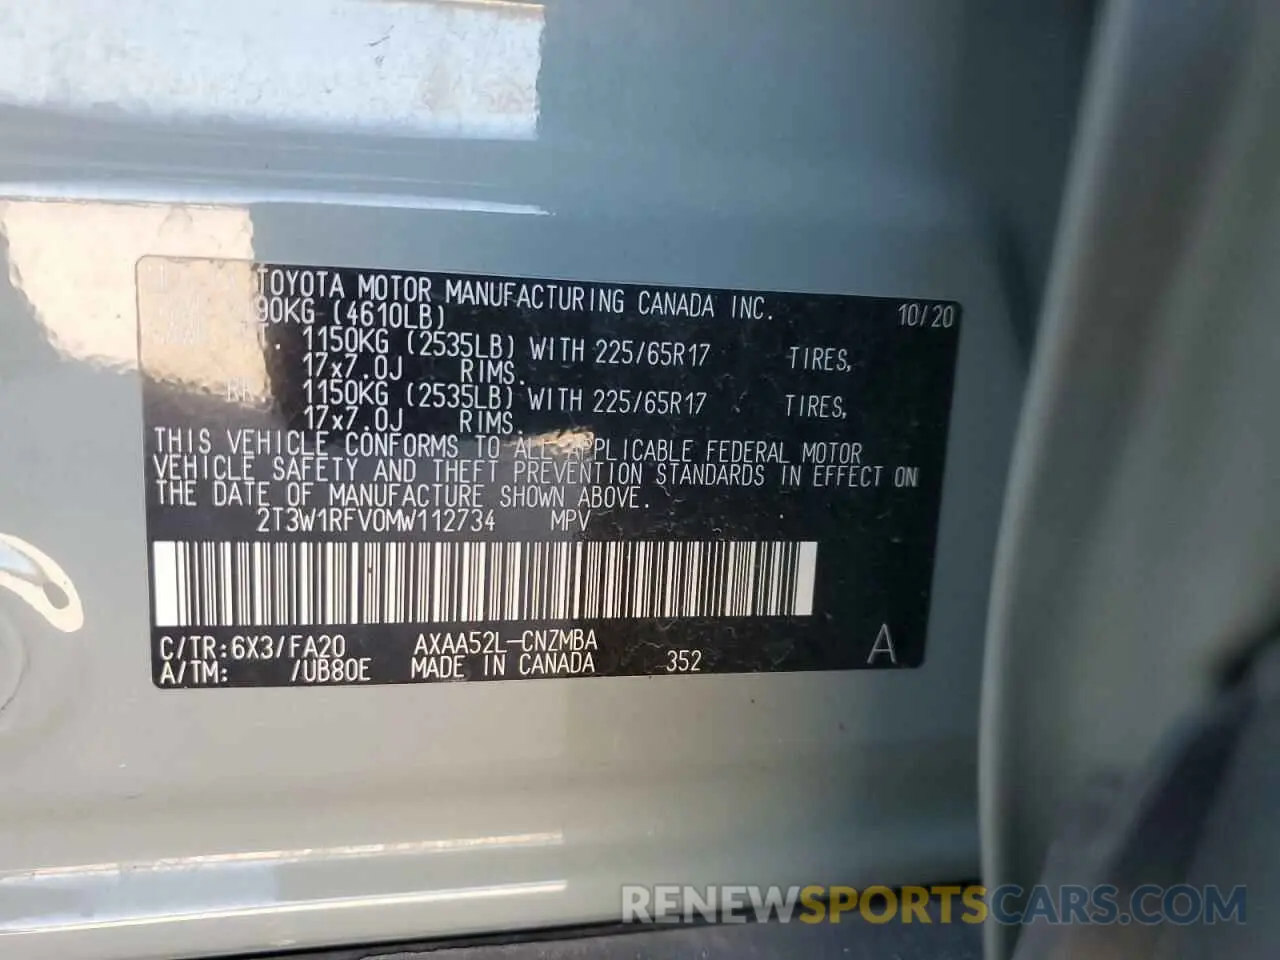 TOYOTA MOTOR MANUFACTURING CANADA INC. 10/20
90KG (4610LB)
T. 1150KG (2535LB) WITH 225/65R17 TIRES,
17x7.0J RIMS.
1150KG (2535LB) WITH 225/65R17 TIRES,
17x7.0J RIMS.
THIS VEHICLE CONFORMS TO ALL APPLICABLE FEDERAL MOTOR
VEHICLE SAFETY AND THEFT PREVENTION STANDARDS IN EFFECT ON
THE DATE OF MANUFACTURE SHOWN ABOVE.
2T3W1RFV0MW112734 MPV
C/TR:6X3/FA20 AXAA52L-CNZMBA
A/TM: /UB80E MADE IN CANADA 352 A
RENEWSPORTSCARS.COM